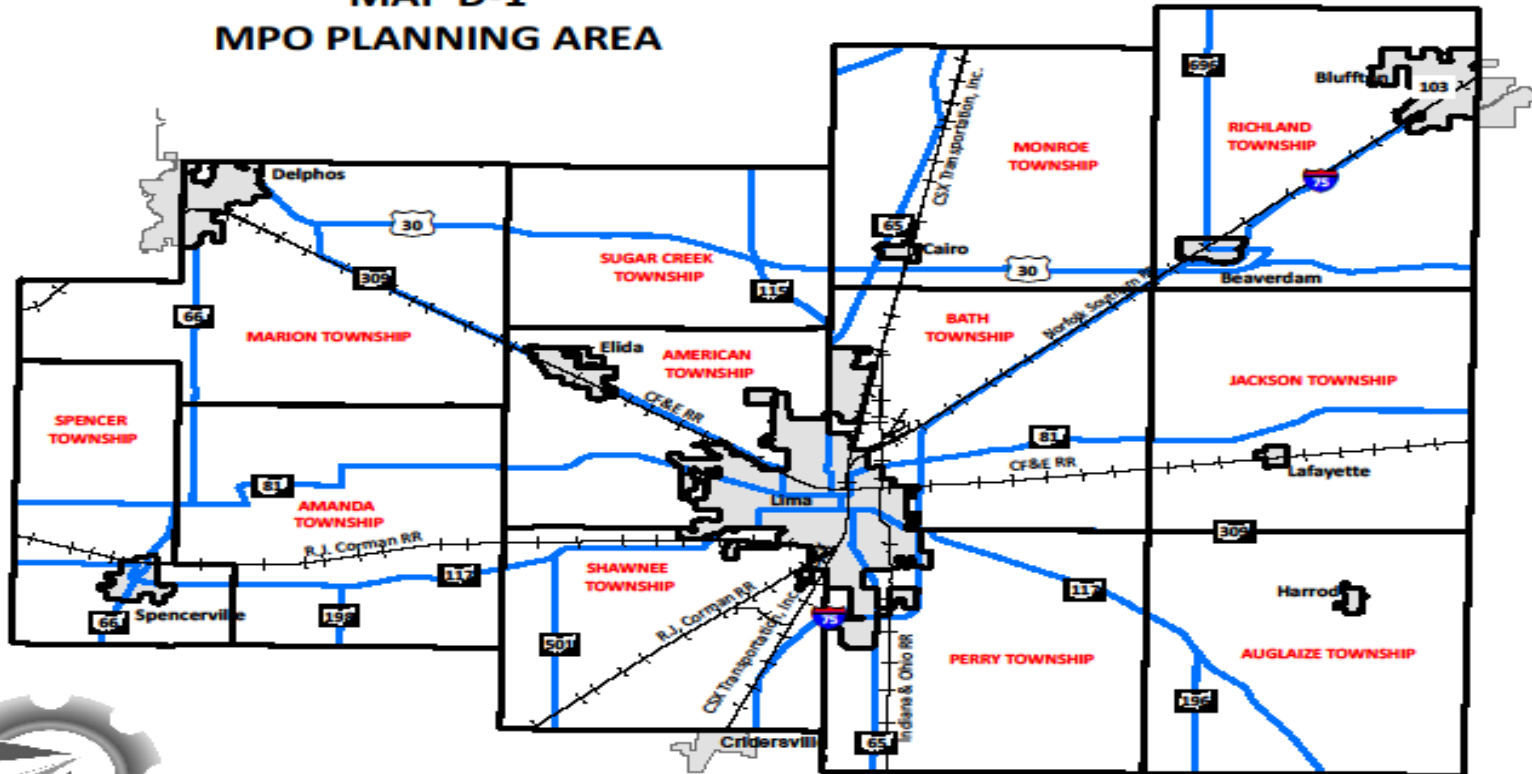 MAP D-1
MPO PLANNING AREA
696
Bluffton
103
CSX Transportation, Inc.
MONROE
TOWNSHIP
RICHLAND
TOWNSHIP
75
Delphos
30
65
Cairo
SUGAR CREEK
TOWNSHIP
30
309
115
Beaverdam
66
Norfolk Southern RR
BATH
TOWNSHIP
MARION TOWNSHIP
Elida
AMERICAN
TOWNSHIP
JACKSON TOWNSHIP
SPENCER
TOWNSHIP
CF&E RR
81
CF&E RR
Lafayette
81
Lima
AMANDA
TOWNSHIP
309
R.J. Corman RR
117
SHAWNEE
TOWNSHIP
117
Harrod
Spencerville
66
198
R.J. Corman RR
75
501
CSX Transportation, Inc.
Indiana & Ohio RR
PERRY TOWNSHIP
AUGLAIZE TOWNSHIP
196
Cridersville
65